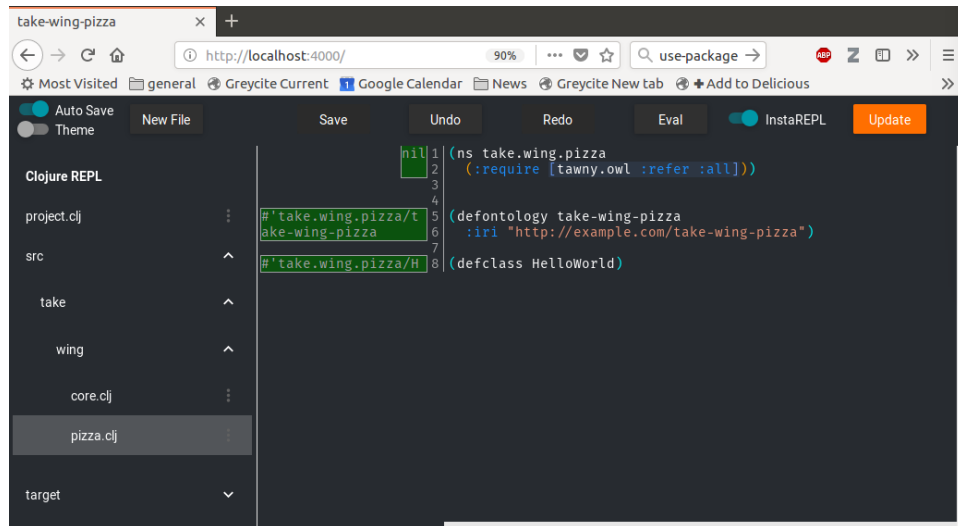 take-wing-pizza × +
http://localhost:4000/ 90% ··· use-package → ABP Z » ≡
Most Visited general Greycite Current 1 Google Calendar News Greycite New tab +Add to Delicious »
Auto Save
Theme
New File Save Undo Redo Eval InstaREPL Update
Clojure REPL
project.clj
src
take
wing
core.clj
pizza.clj
target
nil 1 (ns take.wing.pizza
2 (:require [tawny.owl :refer :all]))
3
4
#'take.wing.pizza/t 5 (defontology take-wing-pizza
ake-wing-pizza 6 :iri "http://example.com/take-wing-pizza")
7
#'take.wing.pizza/H 8 (defclass HelloWorld)